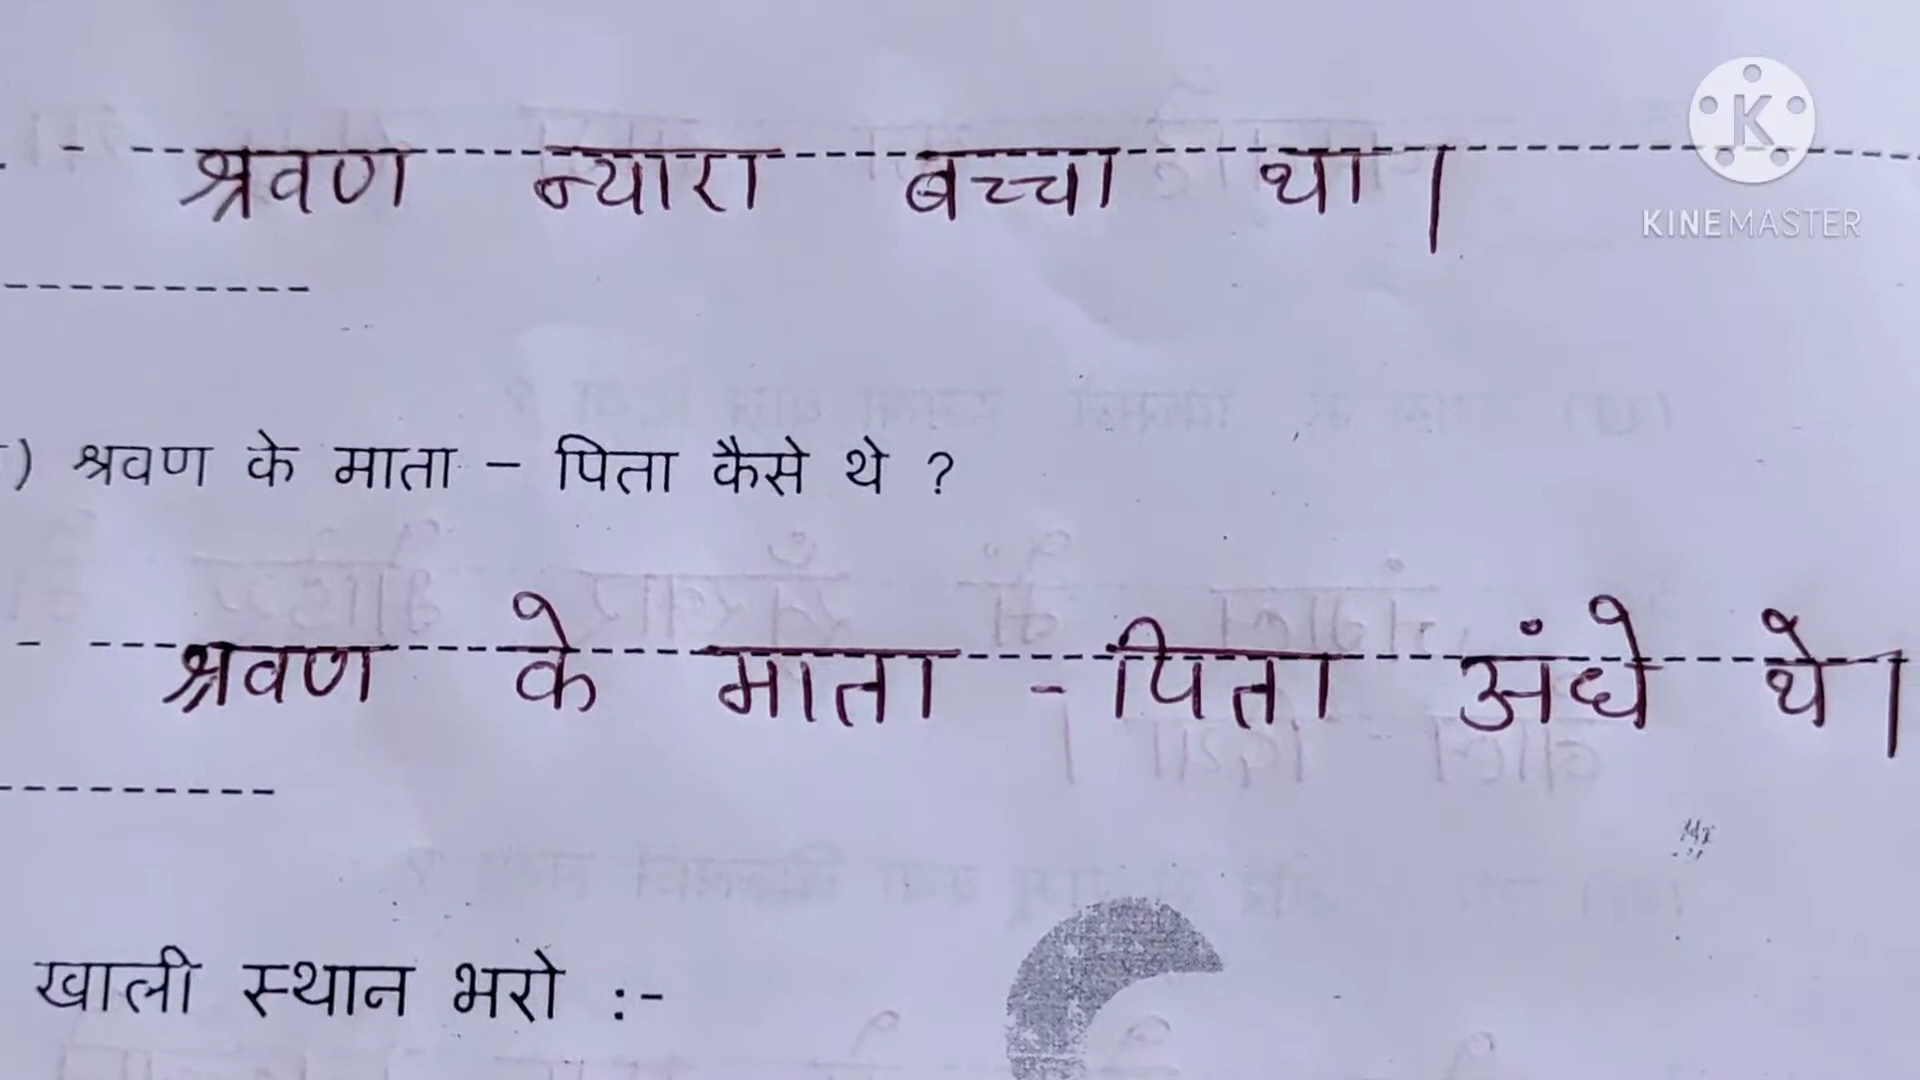 श्रवण न्यारा बच्चा था।
K
KINEMASTER
) श्रवण के माता – पिता कैसे थे ?
श्रवण के माता - पिता अंधे थे।
खाली स्थान भरो :-